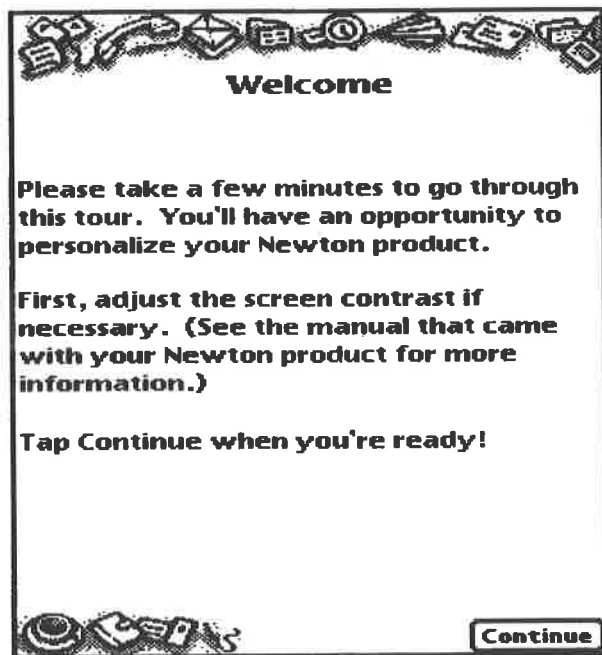 Welcome
Please take a few minutes to go through
this tour.  You'll have an opportunity to
personalize your Newton product.
First, adjust the screen contrast if
necessary.  (See the manual that came
with your Newton product for more
information.)
Tap Continue when you're ready!
Continue